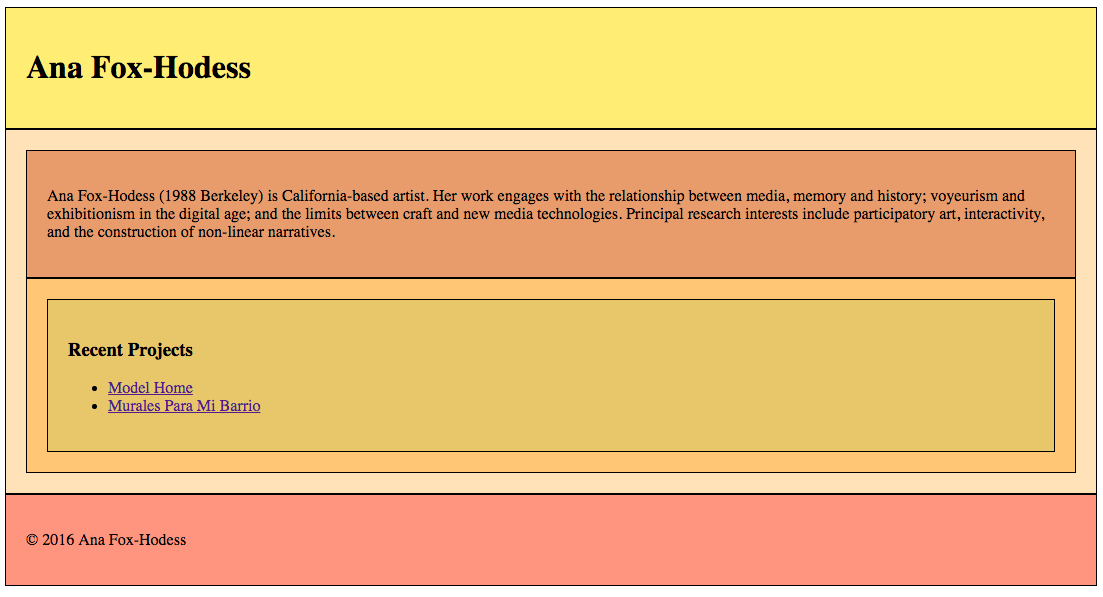 Ana Fox-Hodess
Ana Fox-Hodess (1988 Berkeley) is California-based artist. Her work engages with the relationship between media, memory and history; voyeurism and
exhibitionism in the digital age; and the limits between craft and new media technologies. Principal research interests include participatory art, interactivity,
and the construction of non-linear narratives.
Recent Projects
• Model Home
• Murales Para Mi Barrio
© 2016 Ana Fox-Hodess